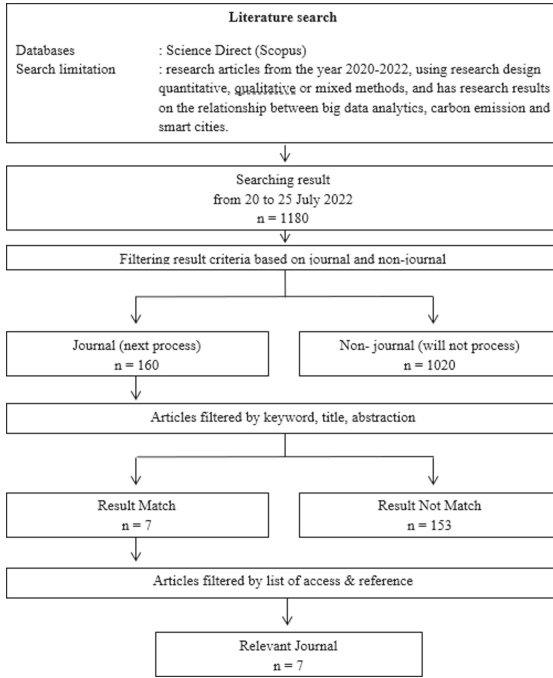 Literature search
Databases : Science Direct (Scopus)
Search limitation : research articles from the year 2020-2022, using research design
quantitative, qualitative or mixed methods, and has research results
on the relationship between big data analytics, carbon emission and
smart cities.
Searching result
from 20 to 25 July 2022
n = 1180
Filtering result criteria based on journal and non-journal
Journal (next process)
n = 160
Non- journal (will not process)
n = 1020
Articles filtered by keyword, title, abstraction
Result Match
n = 7
Result Not Match
n = 153
Articles filtered by list of access & reference
Relevant Journal
n = 7